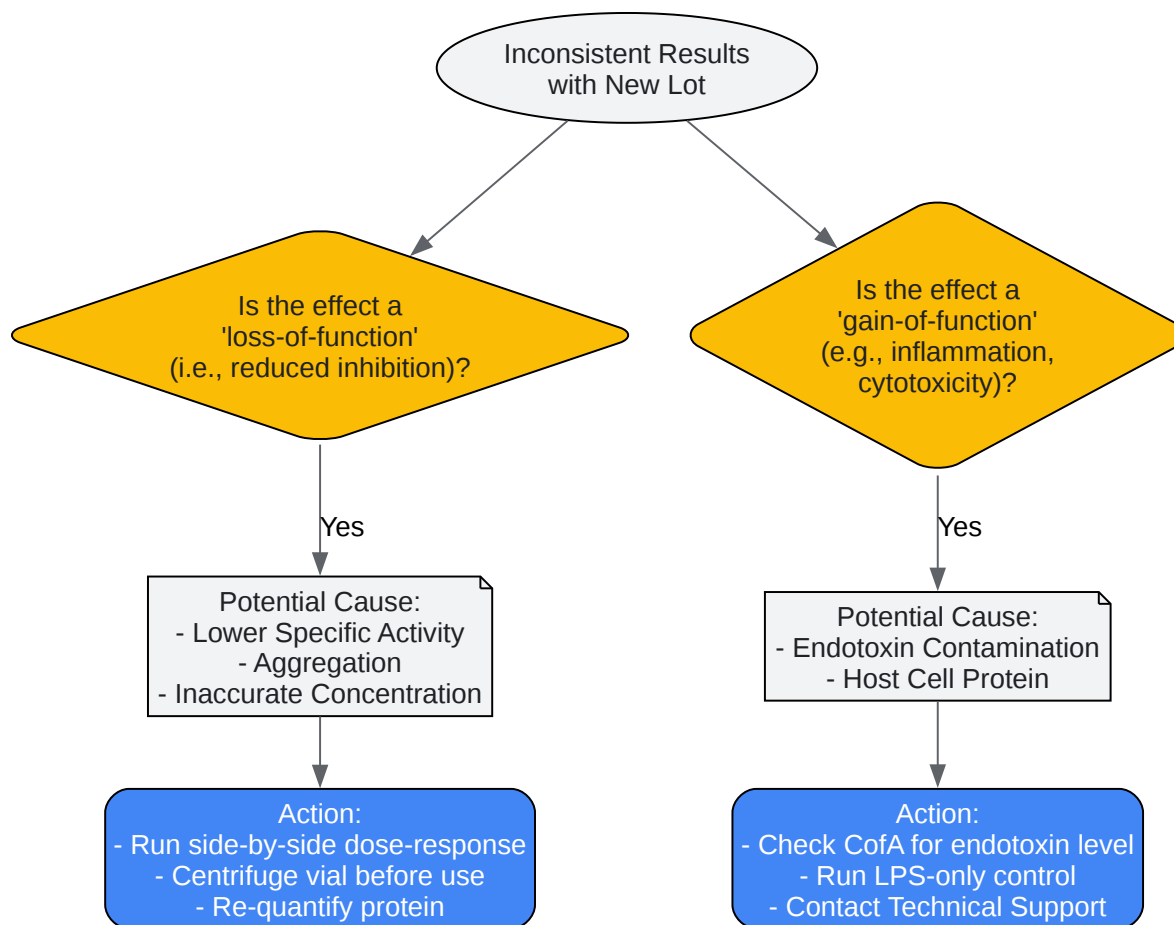 Inconsistent Results
with New Lot
Is the effect a
'loss-of-function'
(i.e., reduced inhibition)?
Is the effect a
'gain-of-function'
(e.g., inflammation,
cytotoxicity)?
Yes
Yes
Potential Cause:
- Lower Specific Activity
- Aggregation
- Inaccurate Concentration
Potential Cause:
- Endotoxin Contamination
- Host Cell Protein
Action:
- Run side-by-side dose-response
- Centrifuge vial before use
- Re-quantify protein
Action:
- Check CofA for endotoxin level
- Run LPS-only control
- Contact Technical Support